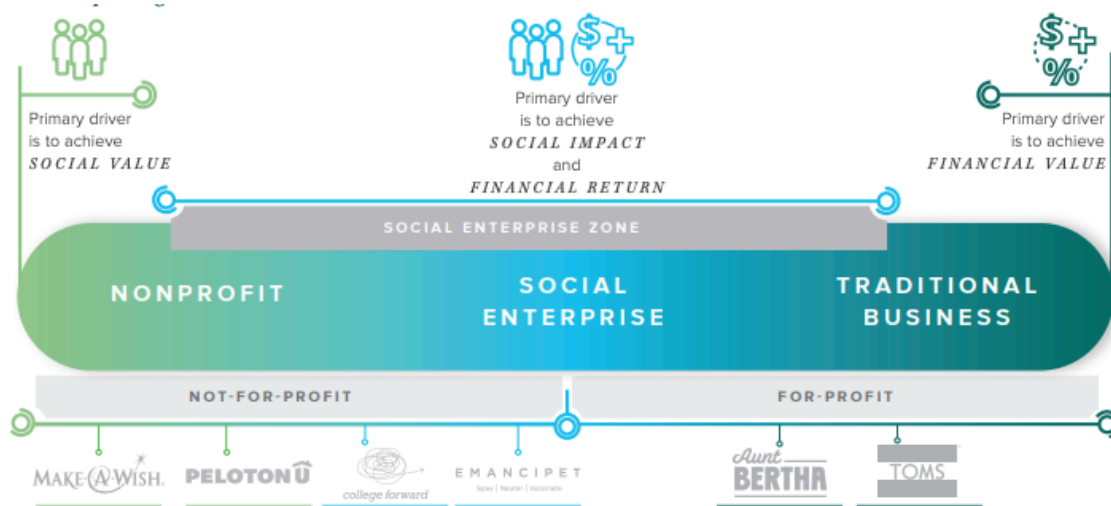 Primary driver
is to achieve
SOCIAL VALUE
Primary driver
is to achieve
SOCIAL IMPACT
and
FINANCIAL RETURN
Primary driver
is to achieve
FINANCIAL VALUE
SOCIAL ENTERPRISE ZONE
NONPROFIT
SOCIAL
ENTERPRISE
TRADITIONAL
BUSINESS
NOT-FOR-PROFIT
FOR-PROFIT
MAKE-A-WISH.
PELOTON U
college forward
EMANCIPET
Spay | Neuter | Vaccinate
Aunt
BERTHA
TOMS